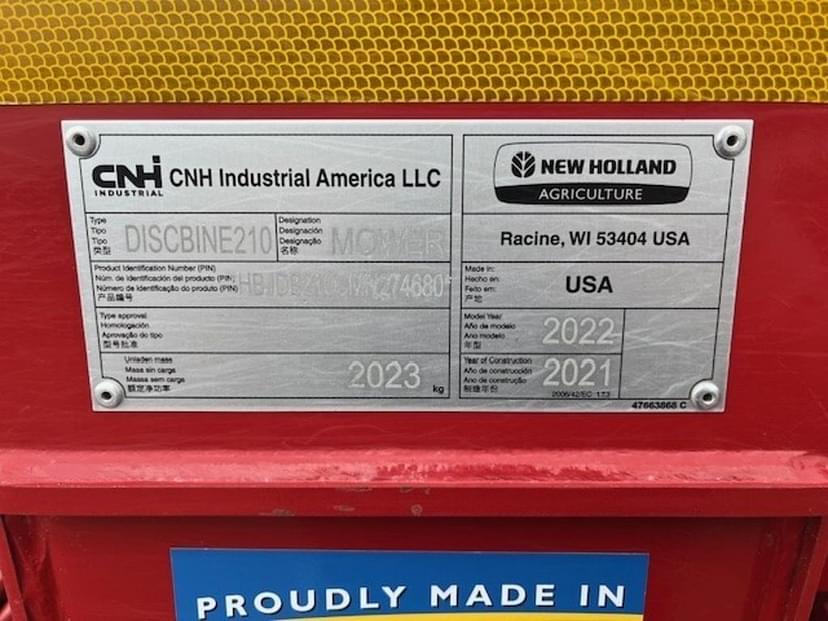 CNHi
INDUSTRIAL
CNH Industrial America LLC
Type
Tipo
Tipo
类型
DISCBINE210
Designation
Designación
Designação
名称
MOWER
Product Identification Number (PIN)
Núm. de identificación del producto (PIN)
Número de identificação do produto (PIN)
产品编号
Type approval
Homologación
Aprovação do tipo
型号批准
Unladen mass
Masa sin carga
Massa sem carga
额定净功率
2023
kg
NEW HOLLAND
AGRICULTURE
Racine, WI 53404 USA
Made in:
Hecho en:
Feito em:
产地
USA
Model Year
Año de modelo
Ano modelo
年型
2022
Year of Construction
Año de construcción
Ano de construção
制造年份
2021
2006/42/EC 1.7.3
47663868 C
PROUDLY MADE IN